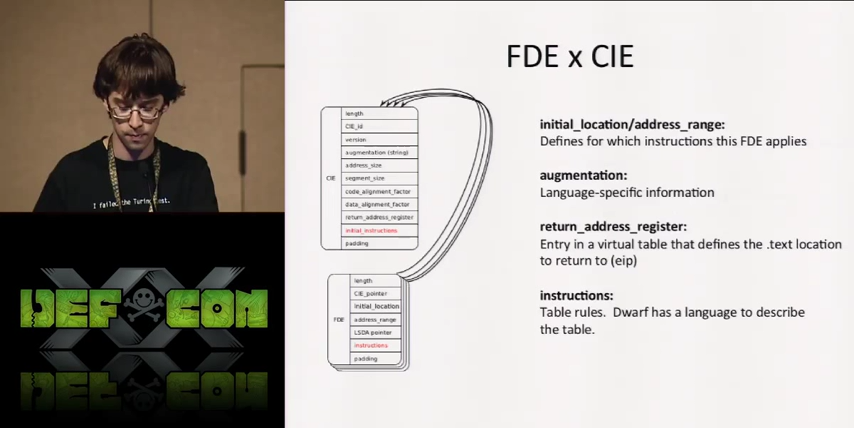 I failed the Turing Test.
DEF CON
XX
FDE x CIE
CIE
length
CIE_id
version
augmentation (string)
address_size
segment_size
code_alignment_factor
data_alignment_factor
return_address_register
initial_instructions
padding
FDE
length
CIE_pointer
initial_location
address_range
LSDA pointer
instructions
padding
initial_location/address_range:
Defines for which instructions this FDE applies
augmentation:
Language-specific information
return_address_register:
Entry in a virtual table that defines the .text location
to return to (eip)
instructions:
Table rules.  Dwarf has a language to describe
the table.